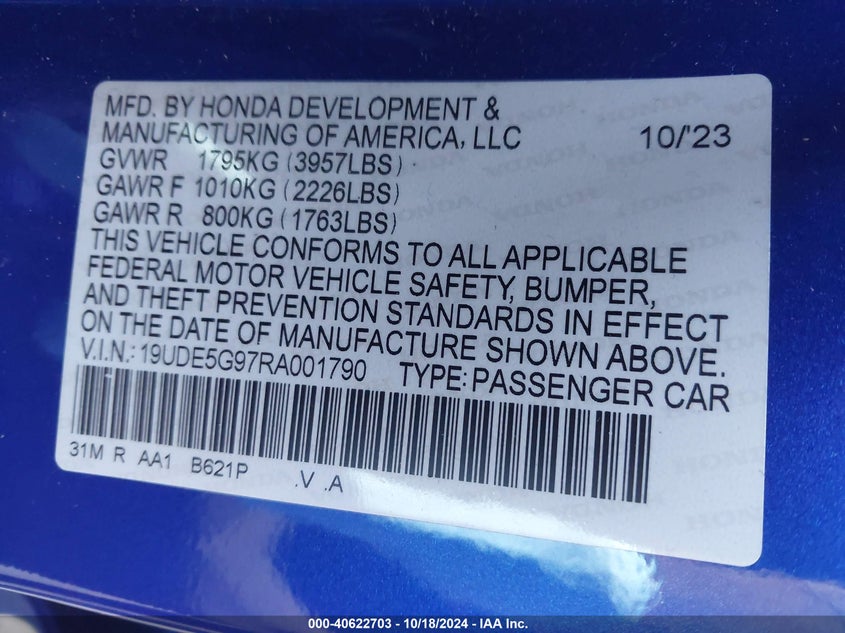 MFD. BY HONDA DEVELOPMENT &
MANUFACTURING OF AMERICA, LLC 10/'23
GVWR 1795KG (3957LBS)
GAWR F 1010KG (2226LBS)
GAWR R 800KG (1763LBS)
THIS VEHICLE CONFORMS TO ALL APPLICABLE
FEDERAL MOTOR VEHICLE SAFETY, BUMPER,
AND THEFT PREVENTION STANDARDS IN EFFECT
ON THE DATE OF MANUFACTURE SHOWN ABOVE.
V.I.N.: 19UDE5G97RA001790 TYPE: PASSENGER CAR
31M R AA1 B621P .V .A
000-40622703 - 10/18/2024 - IAA Inc.